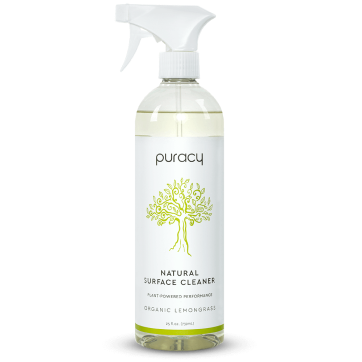 puracy
NATURAL
SURFACE CLEANER
PLANT-POWERED PERFORMANCE
ORGANIC LEMONGRASS